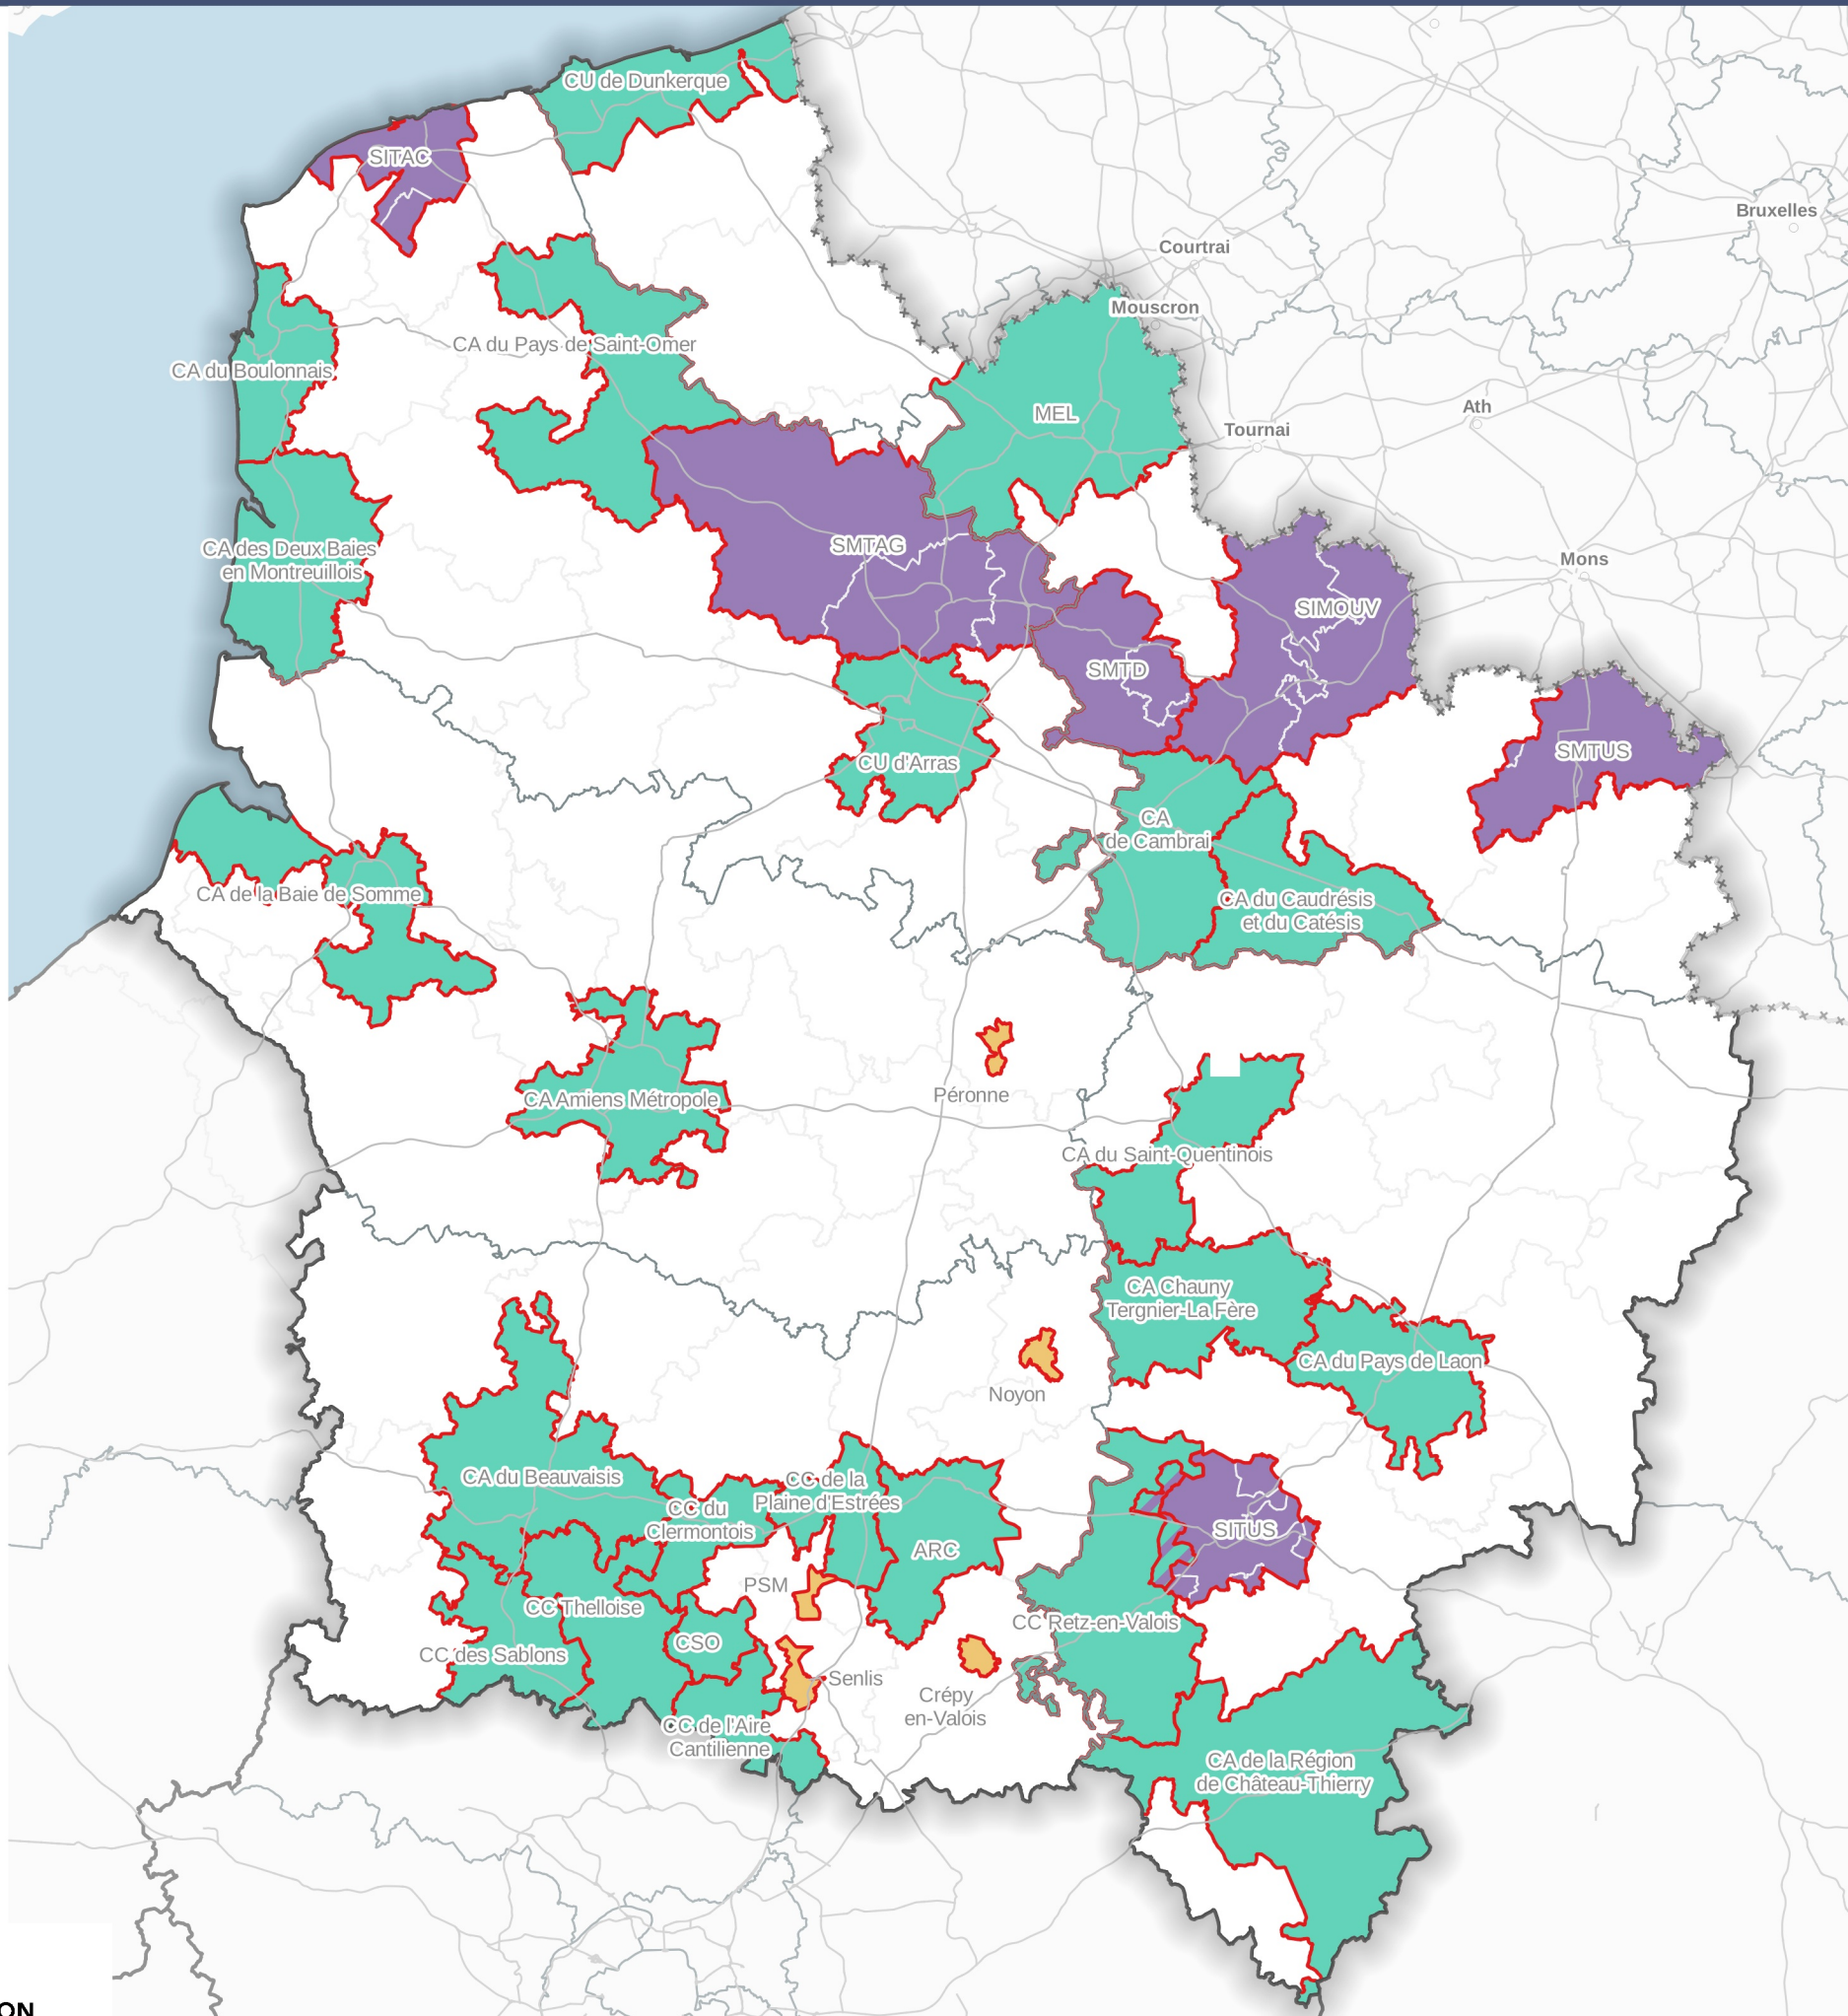 CU de Dunkerque
SITAC
Bruxelles
Courtrai
Mouscron
CA du Pays de Saint-Omer
CA du Boulonnais
MEL
Ath
Tournai
CA des Deux Baies
en Montreuillois
SMTAG
Mons
SIMOUV
SMTD
SMTUS
CU d'Arras
CA
de Cambrai
CA de la Baie de Somme
CA du Caudrésis
et du Catésis
Péronne
CA Amiens Métropole
CA du Saint-Quentinois
CA Chauny
Tergnier-La Fère
CA du Pays de Laon
Noyon
CA du Beauvaisis
CC de la
Plaine d'Estrées
CC du
Clermontois
SITUS
ARC
PSM
CC Thelloise
CC Retz-en-Valois
CSO
CC des Sablons
Senlis
Crépy
en-Valois
CC de l'Aire
Cantilienne
CA de la Région
de Château-Thierry
ON